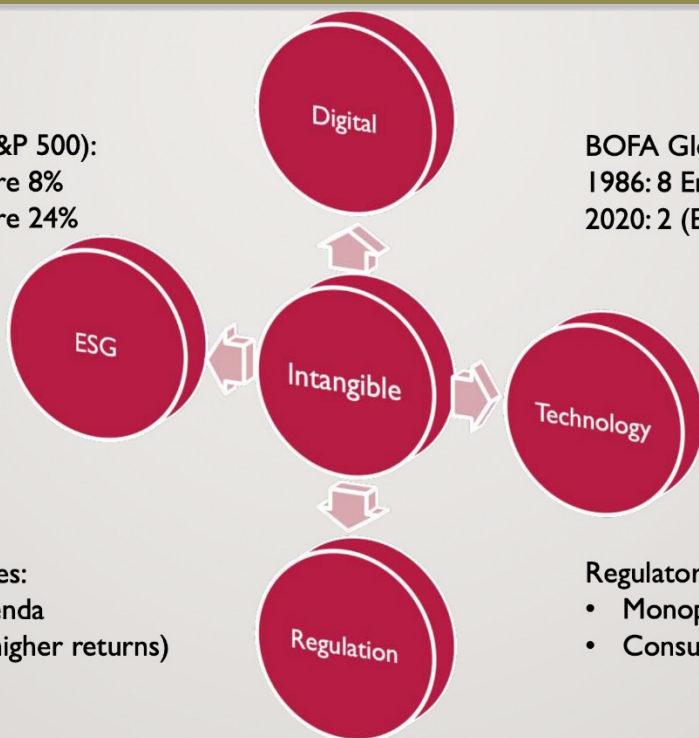 Digital
&P 500):
re 8%
re 24%
BOFA Gl
1986: 8 E
2020: 2 (
ESG
Intangible
Technology
es:
enda
higher returns)
Regulator
• Monop
• Consu
Regulation